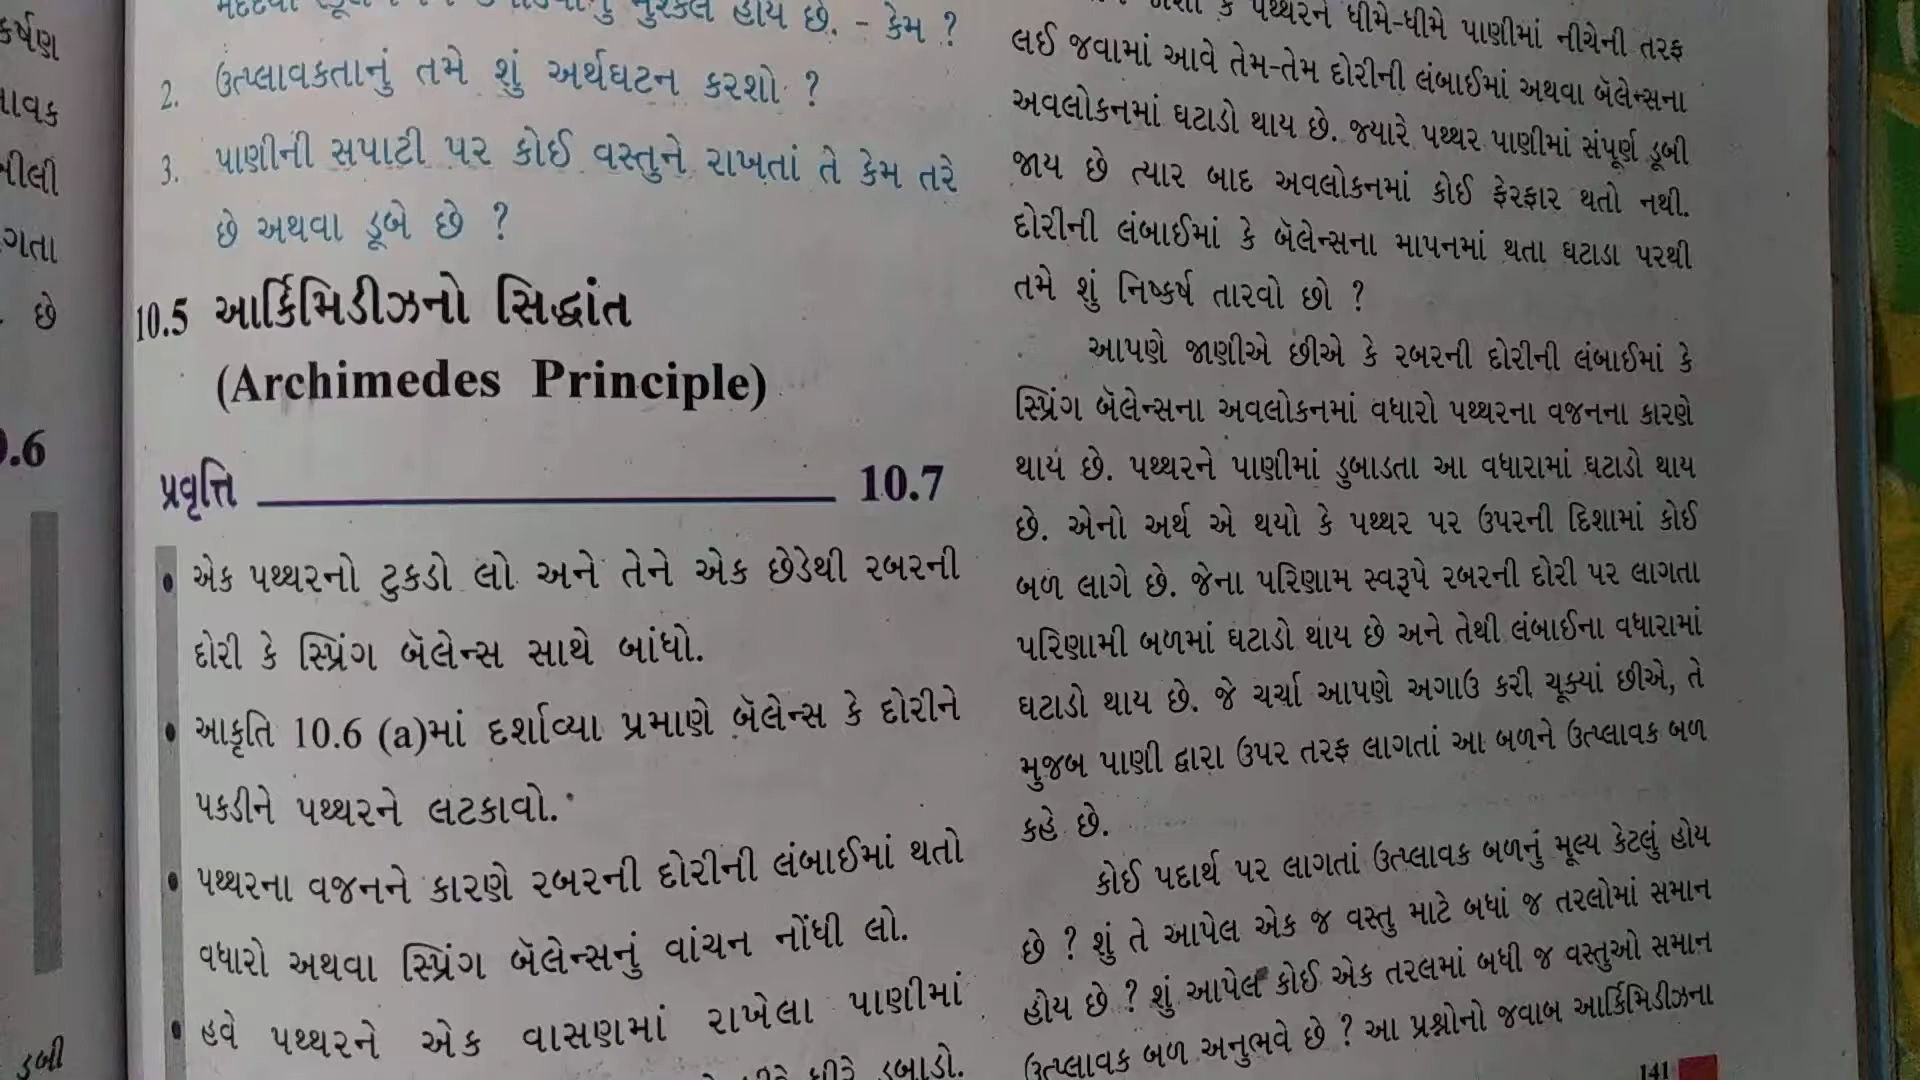 કર્ષણ
ાવક
ગતા
છે
ડુબી
મુશ્કેલ હોય છે. – કેમ ?
2. ઉત્પ્લાવકતાનું તમે શું અર્થઘટન કરશો ?
3. પાણીની સપાટી પર કોઈ વસ્તુને રાખતાં તે કેમ તરે
છે અથવા ડૂબે છે ?
10.5 આર્કિમિડીઝનો સિદ્ધાંત
(Archimedes Principle)
પ્રવૃત્તિ 10.7
• એક પથ્થરનો ટુકડો લો અને તેને એક છેડેથી રબરની
દોરી કે સ્પ્રિંગ બૅલેન્સ સાથે બાંધો.
• આકૃતિ 10.6 (a)માં દર્શાવ્યા પ્રમાણે બૅલેન્સ કે દોરીને
પકડીને પથ્થરને લટકાવો.
• પથ્થરના વજનને કારણે રબરની દોરીની લંબાઈમાં થતો
વધારો અથવા સ્પ્રિંગ બૅલેન્સનું વાંચન નોંધી લો.
• હવે પથ્થરને એક વાસણમાં રાખેલા પાણીમાં
ધીરે ડુબાડો.
કે પથ્થરને ધીમે-ધીમે પાણીમાં નીચેની તરફ
લઈ જવામાં આવે તેમ-તેમ દોરીની લંબાઈમાં અથવા બૅલેન્સના
અવલોકનમાં ઘટાડો થાય છે. જ્યારે પથ્થર પાણીમાં સંપૂર્ણ ડૂબી
જાય છે ત્યાર બાદ અવલોકનમાં કોઈ ફેરફાર થતો નથી.
દોરીની લંબાઈમાં કે બૅલેન્સના માપનમાં થતા ઘટાડા પરથી
તમે શું નિષ્કર્ષ તારવો છો ?
આપણે જાણીએ છીએ કે રબરની દોરીની લંબાઈમાં કે
સ્પ્રિંગ બૅલેન્સના અવલોકનમાં વધારો પથ્થરના વજનના કારણે
થાય છે. પથ્થરને પાણીમાં ડુબાડતા આ વધારામાં ઘટાડો થાય
છે. એનો અર્થ એ થયો કે પથ્થર પર ઉપરની દિશામાં કોઈ
બળ લાગે છે. જેના પરિણામ સ્વરૂપે રબરની દોરી પર લાગતા
પરિણામી બળમાં ઘટાડો થાય છે અને તેથી લંબાઈના વધારામાં
ઘટાડો થાય છે. જે ચર્ચા આપણે અગાઉ કરી ચૂક્યાં છીએ, તે
મુજબ પાણી દ્વારા ઉપર તરફ લાગતાં આ બળને ઉત્પ્લાવક બળ
કહે છે.
કોઈ પદાર્થ પર લાગતાં ઉત્પ્લાવક બળનું મૂલ્ય કેટલું હોય
છે ? શું તે આપેલ એક જ વસ્તુ માટે બધાં જ તરલોમાં સમાન
હોય છે ? શું આપેલ કોઈ એક તરલમાં બધી જ વસ્તુઓ સમાન
ઉત્પ્લાવક બળ અનુભવે છે ? આ પ્રશ્નોનો જવાબ આર્કિમિડીઝના
141